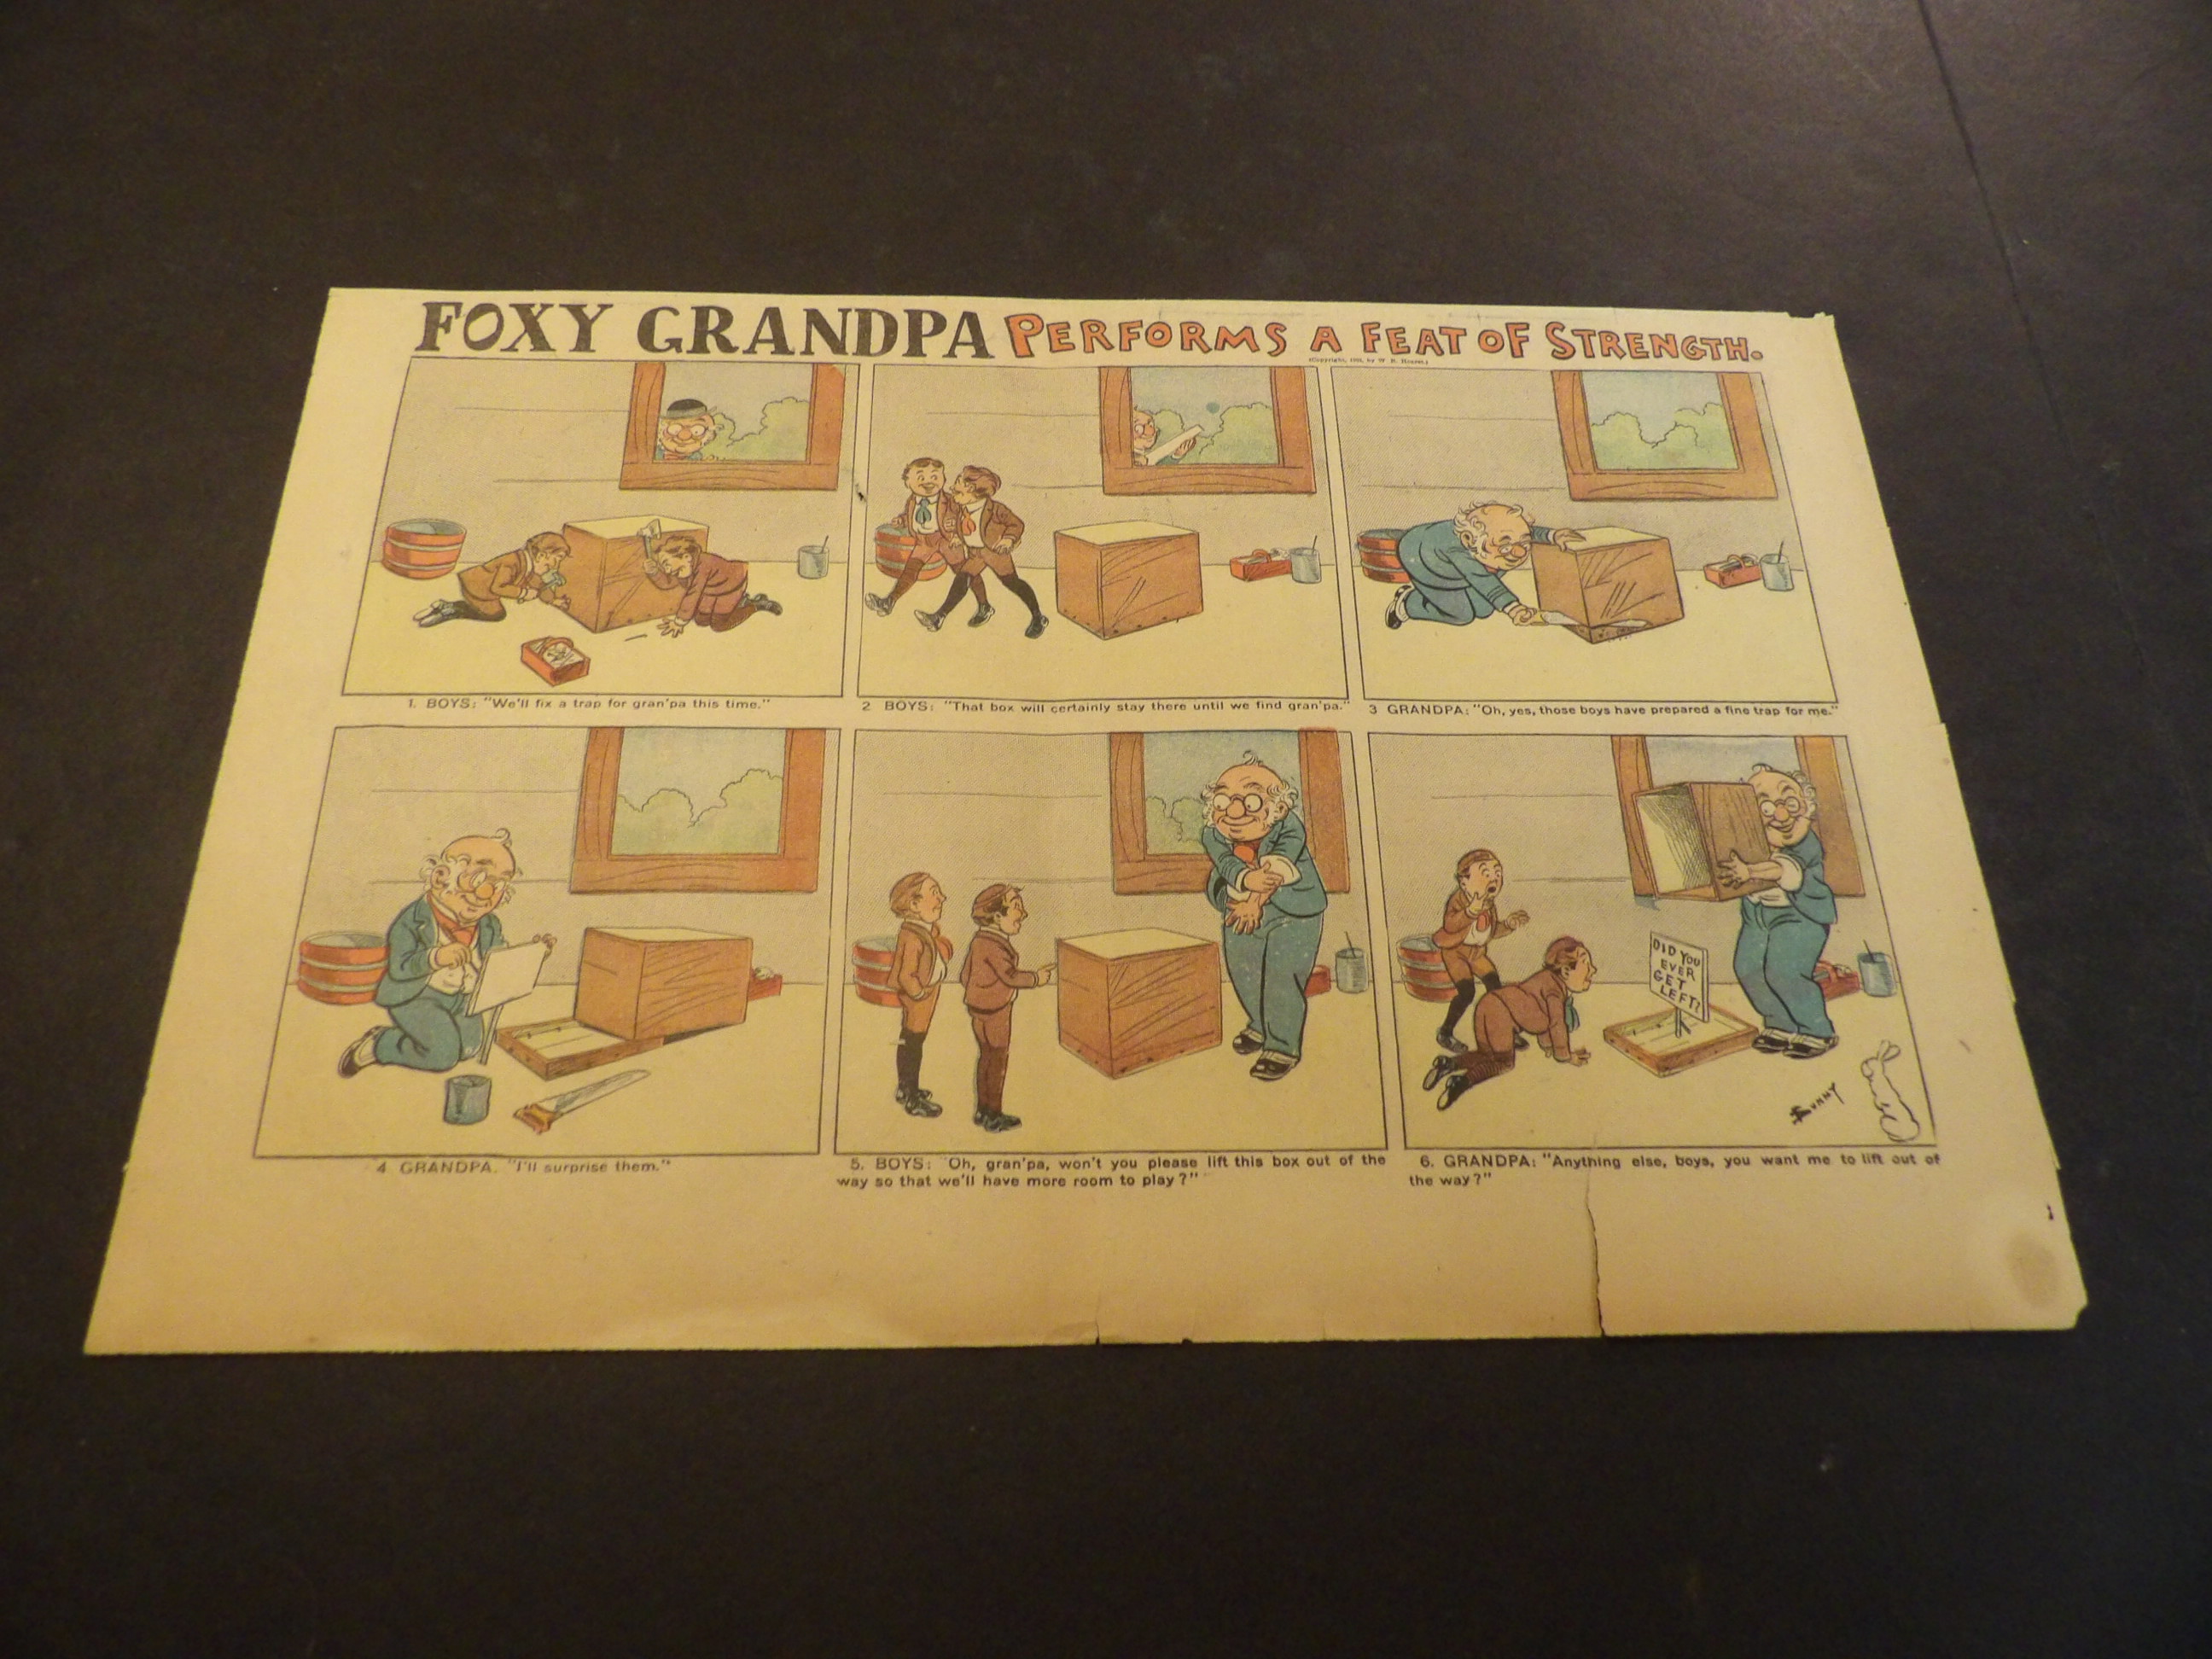 FOXY GRANDPA PERFORMS A FEAT OF STRENGTH.
(Copyright, by W. R. Hearst.)
1. BOYS: "We'll fix a trap for gran'pa this time."
2 BOYS: "That box will certainly stay there until we find gran'pa."
3 GRANDPA: "Oh, yes, those boys have prepared a fine trap for me."
4 GRANDPA. "I'll surprise them."
5. BOYS: "Oh, gran'pa, won't you please lift this box out of the
way so that we'll have more room to play?"
DID YOU
EVER
GET
LEFT?
BUNNY
6. GRANDPA: "Anything else, boys, you want me to lift out of
the way?"